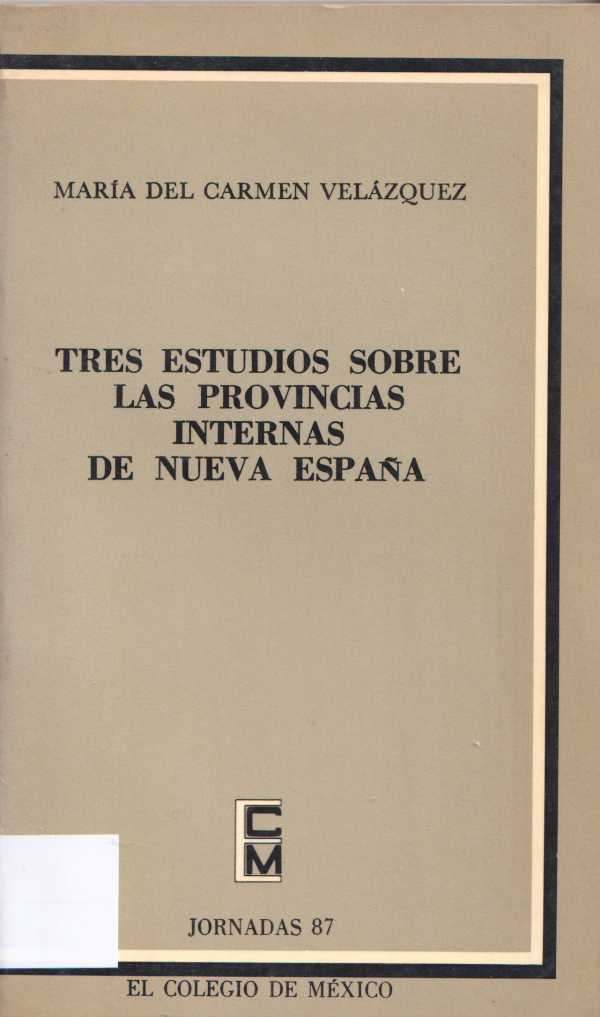 MARÍA DEL CARMEN VELÁZQUEZ
TRES ESTUDIOS SOBRE
LAS PROVINCIAS
INTERNAS
DE NUEVA ESPAÑA
CM
JORNADAS 87
EL COLEGIO DE MÉXICO